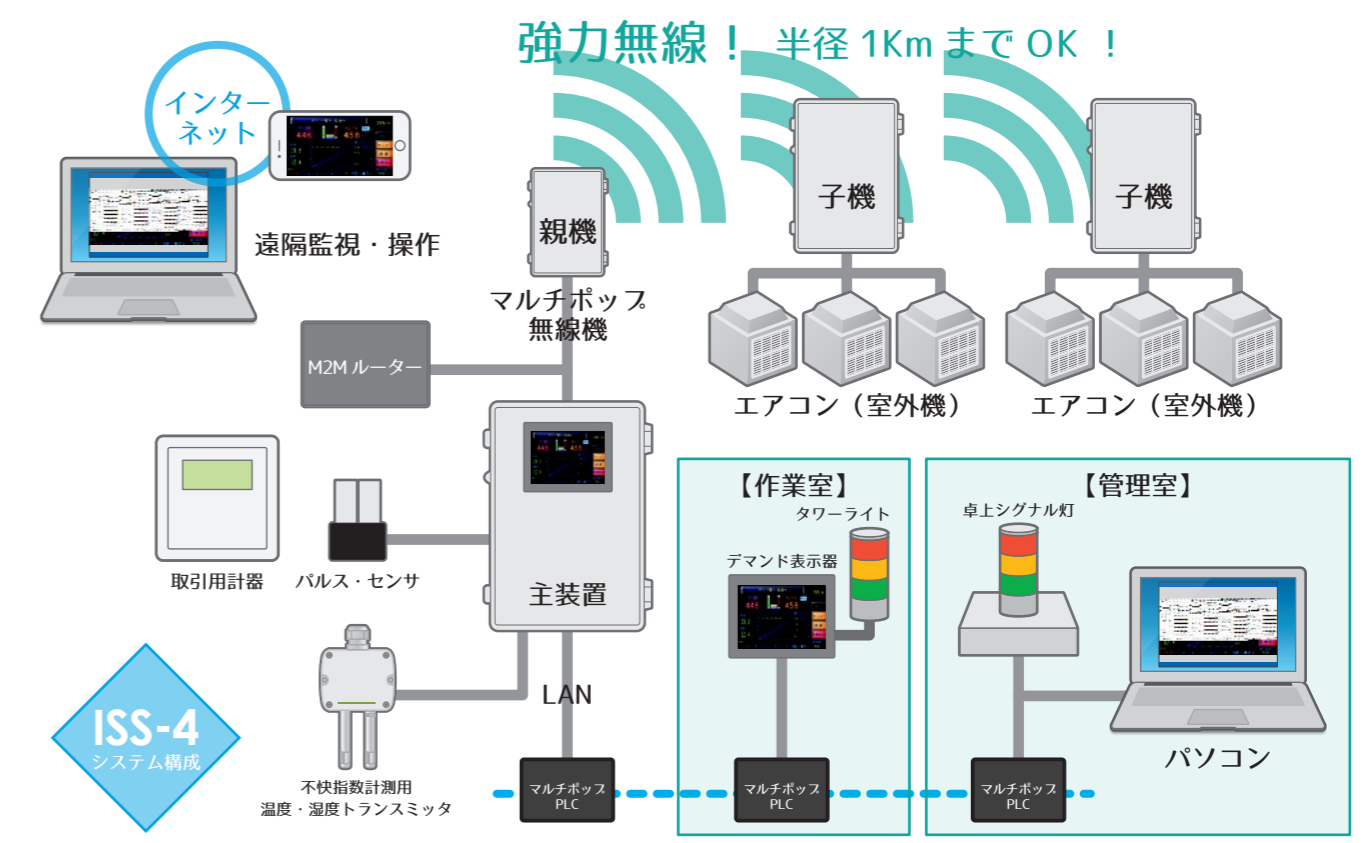 強力無線！ 半径 1Km まで OK ！
インター
ネット
遠隔監視・操作
親機
子機
子機
マルチポップ
無線機
M2M ルーター
エアコン（室外機）
エアコン（室外機）
取引用計器
パルス・センサ
主装置
【作業室】
タワーライト
デマンド表示器
【管理室】
卓上シグナル灯
パソコン
LAN
ISS-4
システム構成
不快指数計測用
温度・湿度トランスミッタ
マルチポップ
PLC
マルチポップ
PLC
マルチポップ
PLC